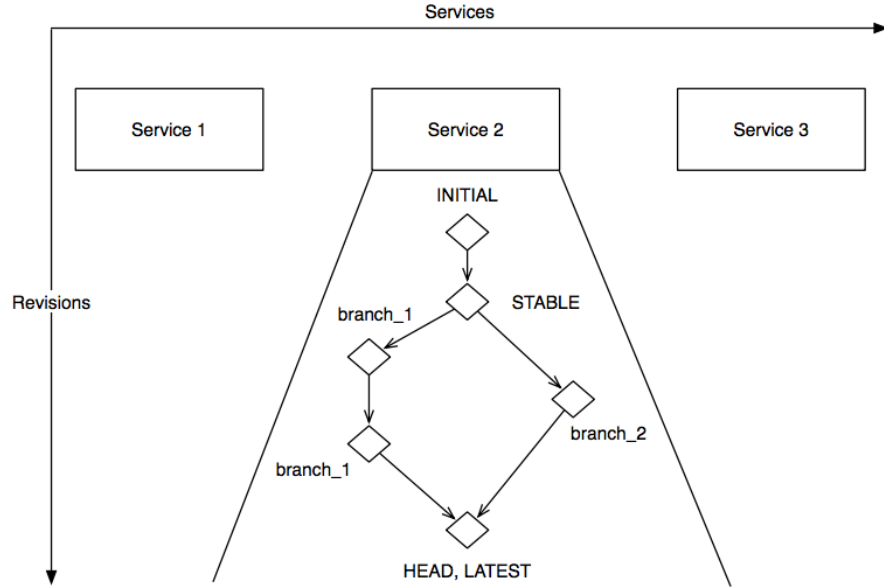 Services
Service 1
Service 2
Service 3
INITIAL
Revisions
STABLE
branch_1
branch_2
branch_1
HEAD, LATEST